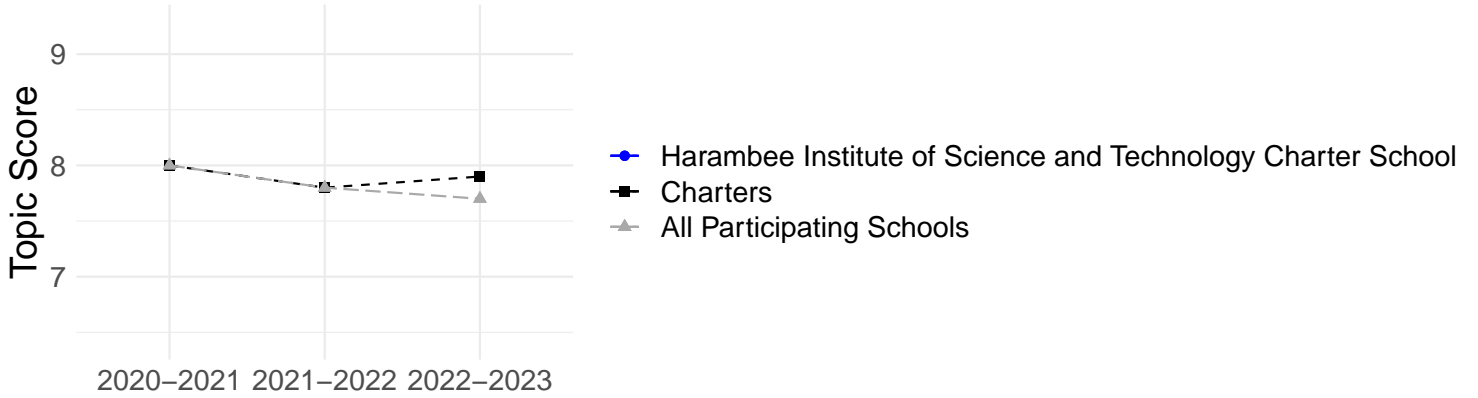 Topic Score
9
8
7
2020–2021 2021–2022 2022–2023
Harambee Institute of Science and Technology Charter School
Charters
All Participating Schools